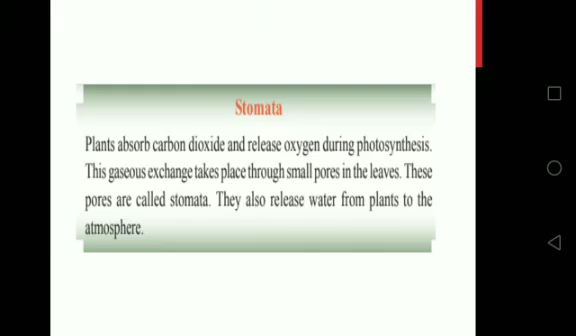 Stomata
Plants absorb carbon dioxide and release oxygen during photosynthesis.
This gaseous exchange takes place through small pores in the leaves. These
pores are called stomata. They also release water from plants to the
atmosphere.